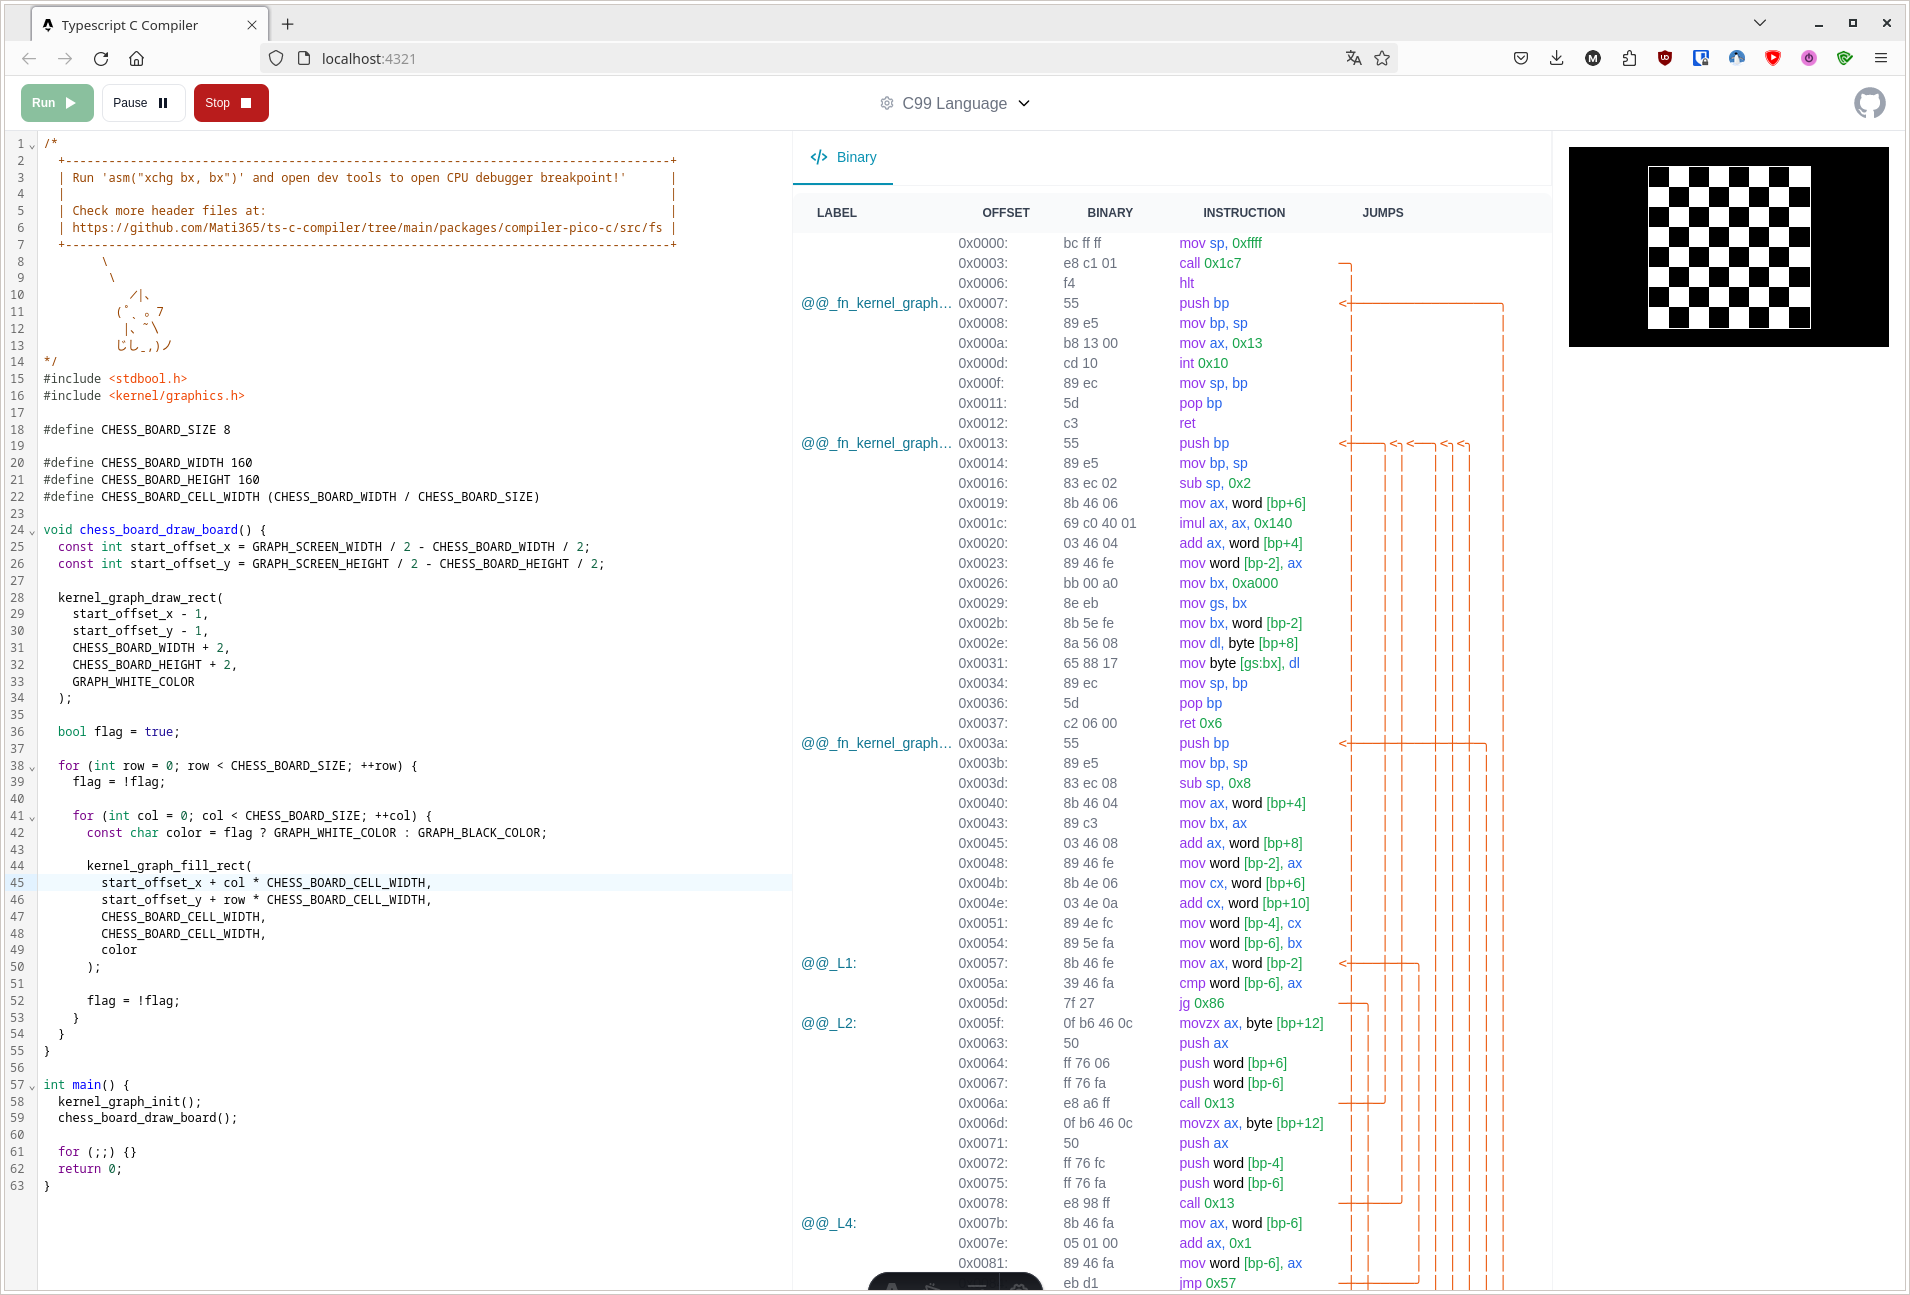 Typescript C Compiler
localhost:4321
Run
Pause
Stop
C99 Language
1 /*
2   +------------------------------------------------------------------------------------+
3   | Run 'asm("xchg bx, bx")' and open dev tools to open CPU debugger breakpoint!'      |
4   |                                                                                    |
5   | Check more header files at:                                                        |
6   | https://github.com/Mati365/ts-c-compiler/tree/main/packages/compiler-pico-c/src/fs |
7   +------------------------------------------------------------------------------------+
8         \
9          \
10            ／|、
11          (˚ˎ 。7
12           |、˜\
13          じしˍ,)ノ
14 */
15 #include <stdbool.h>
16 #include <kernel/graphics.h>
17
18 #define CHESS_BOARD_SIZE 8
19
20 #define CHESS_BOARD_WIDTH 160
21 #define CHESS_BOARD_HEIGHT 160
22 #define CHESS_BOARD_CELL_WIDTH (CHESS_BOARD_WIDTH / CHESS_BOARD_SIZE)
23
24 void chess_board_draw_board() {
25   const int start_offset_x = GRAPH_SCREEN_WIDTH / 2 - CHESS_BOARD_WIDTH / 2;
26   const int start_offset_y = GRAPH_SCREEN_HEIGHT / 2 - CHESS_BOARD_HEIGHT / 2;
27
28   kernel_graph_draw_rect(
29     start_offset_x - 1,
30     start_offset_y - 1,
31     CHESS_BOARD_WIDTH + 2,
32     CHESS_BOARD_HEIGHT + 2,
33     GRAPH_WHITE_COLOR
34   );
35
36   bool flag = true;
37
38   for (int row = 0; row < CHESS_BOARD_SIZE; ++row) {
39     flag = !flag;
40
41     for (int col = 0; col < CHESS_BOARD_SIZE; ++col) {
42       const char color = flag ? GRAPH_WHITE_COLOR : GRAPH_BLACK_COLOR;
43
44       kernel_graph_fill_rect(
45         start_offset_x + col * CHESS_BOARD_CELL_WIDTH,
46         start_offset_y + row * CHESS_BOARD_CELL_WIDTH,
47         CHESS_BOARD_CELL_WIDTH,
48         CHESS_BOARD_CELL_WIDTH,
49         color
50       );
51
52       flag = !flag;
53     }
54   }
55 }
56
57 int main() {
58   kernel_graph_init();
59   chess_board_draw_board();
60
61   for (;;) {}
62   return 0;
63 }
Binary
LABEL OFFSET BINARY INSTRUCTION JUMPS
0x0000: bc ff ff mov sp, 0xffff
0x0003: e8 c1 01 call 0x1c7
0x0006: f4 hlt
@@_fn_kernel_graph… 0x0007: 55 push bp
0x0008: 89 e5 mov bp, sp
0x000a: b8 13 00 mov ax, 0x13
0x000d: cd 10 int 0x10
0x000f: 89 ec mov sp, bp
0x0011: 5d pop bp
0x0012: c3 ret
@@_fn_kernel_graph… 0x0013: 55 push bp
0x0014: 89 e5 mov bp, sp
0x0016: 83 ec 02 sub sp, 0x2
0x0019: 8b 46 06 mov ax, word [bp+6]
0x001c: 69 c0 40 01 imul ax, ax, 0x140
0x0020: 03 46 04 add ax, word [bp+4]
0x0023: 89 46 fe mov word [bp-2], ax
0x0026: bb 00 a0 mov bx, 0xa000
0x0029: 8e eb mov gs, bx
0x002b: 8b 5e fe mov bx, word [bp-2]
0x002e: 8a 56 08 mov dl, byte [bp+8]
0x0031: 65 88 17 mov byte [gs:bx], dl
0x0034: 89 ec mov sp, bp
0x0036: 5d pop bp
0x0037: c2 06 00 ret 0x6
@@_fn_kernel_graph… 0x003a: 55 push bp
0x003b: 89 e5 mov bp, sp
0x003d: 83 ec 08 sub sp, 0x8
0x0040: 8b 46 04 mov ax, word [bp+4]
0x0043: 89 c3 mov bx, ax
0x0045: 03 46 08 add ax, word [bp+8]
0x0048: 89 46 fe mov word [bp-2], ax
0x004b: 8b 4e 06 mov cx, word [bp+6]
0x004e: 03 4e 0a add cx, word [bp+10]
0x0051: 89 4e fc mov word [bp-4], cx
0x0054: 89 5e fa mov word [bp-6], bx
@@_L1: 0x0057: 8b 46 fe mov ax, word [bp-2]
0x005a: 39 46 fa cmp word [bp-6], ax
0x005d: 7f 27 jg 0x86
@@_L2: 0x005f: 0f b6 46 0c movzx ax, byte [bp+12]
0x0063: 50 push ax
0x0064: ff 76 06 push word [bp+6]
0x0067: ff 76 fa push word [bp-6]
0x006a: e8 a6 ff call 0x13
0x006d: 0f b6 46 0c movzx ax, byte [bp+12]
0x0071: 50 push ax
0x0072: ff 76 fc push word [bp-4]
0x0075: ff 76 fa push word [bp-6]
0x0078: e8 98 ff call 0x13
@@_L4: 0x007b: 8b 46 fa mov ax, word [bp-6]
0x007e: 05 01 00 add ax, 0x1
0x0081: 89 46 fa mov word [bp-6], ax
eb d1 jmp 0x57